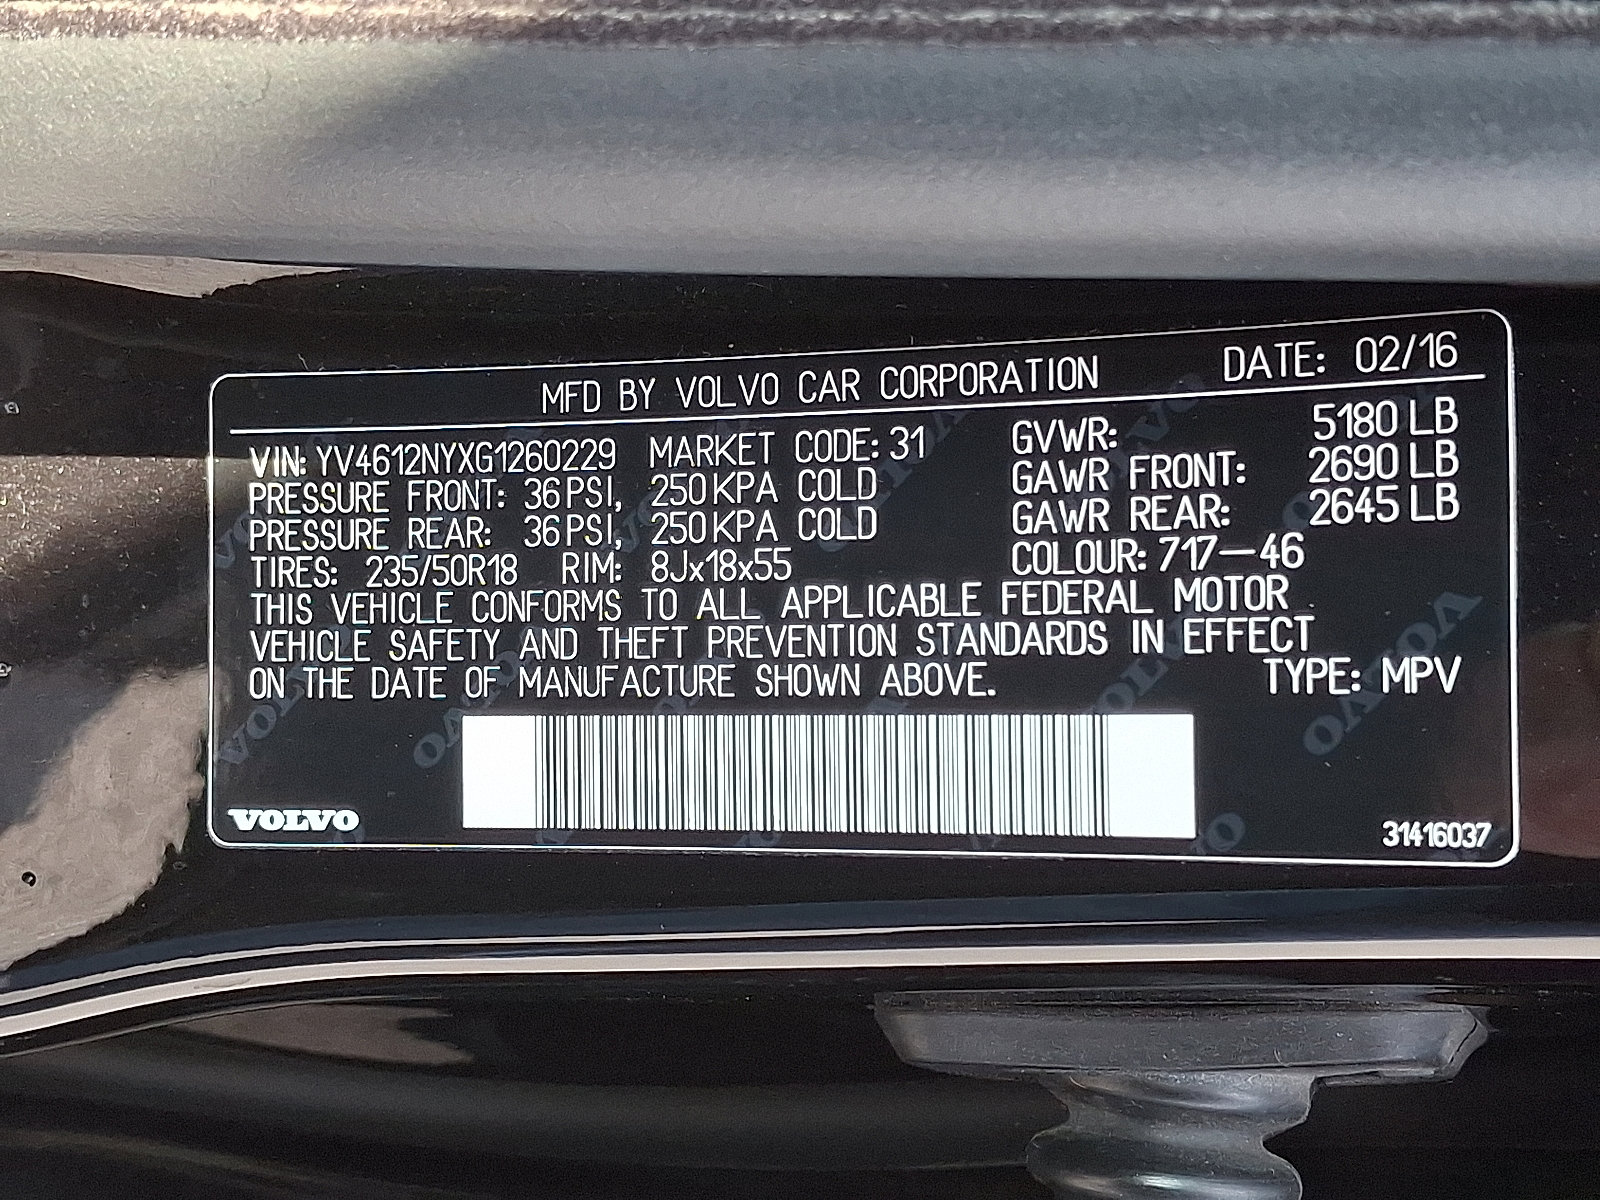 MFD BY VOLVO CAR CORPORATION DATE: 02/16
VIN: YV4612NYXG1260229 MARKET CODE: 31 GVWR: 5180 LB
PRESSURE FRONT: 36 PSI, 250 KPA COLD GAWR FRONT: 2690 LB
PRESSURE REAR: 36 PSI, 250 KPA COLD GAWR REAR: 2645 LB
TIRES: 235/50R18 RIM: 8Jx18x55 COLOUR: 717-46
THIS VEHICLE CONFORMS TO ALL APPLICABLE FEDERAL MOTOR
VEHICLE SAFETY AND THEFT PREVENTION STANDARDS IN EFFECT
ON THE DATE OF MANUFACTURE SHOWN ABOVE. TYPE: MPV
VOLVO 31416037